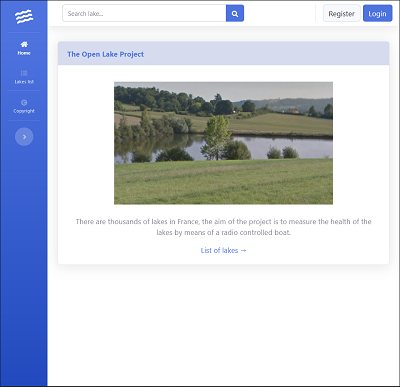 Search lake...
Register
Login
Home
Lakes list
Copyright
The Open Lake Project
There are thousands of lakes in France, the aim of the project is to measure the health of the
lakes by means of a radio controlled boat.
List of lakes →